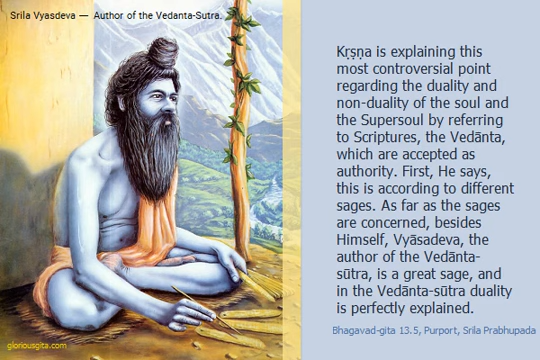 Srila Vyasdeva — Author of the Vedanta-Sutra.
Kṛṣṇa is explaining this
most controversial point
regarding the duality and
non-duality of the soul and
the Supersoul by referring
to Scriptures, the Vedānta,
which are accepted as
authority. First, He says,
this is according to different
sages. As far as the sages
are concerned, besides
Himself, Vyāsadeva, the
author of the Vedānta-
sūtra, is a great sage, and
in the Vedānta-sūtra duality
is perfectly explained.
Bhagavad-gita 13.5, Purport, Srila Prabhupada
gloriousgita.com